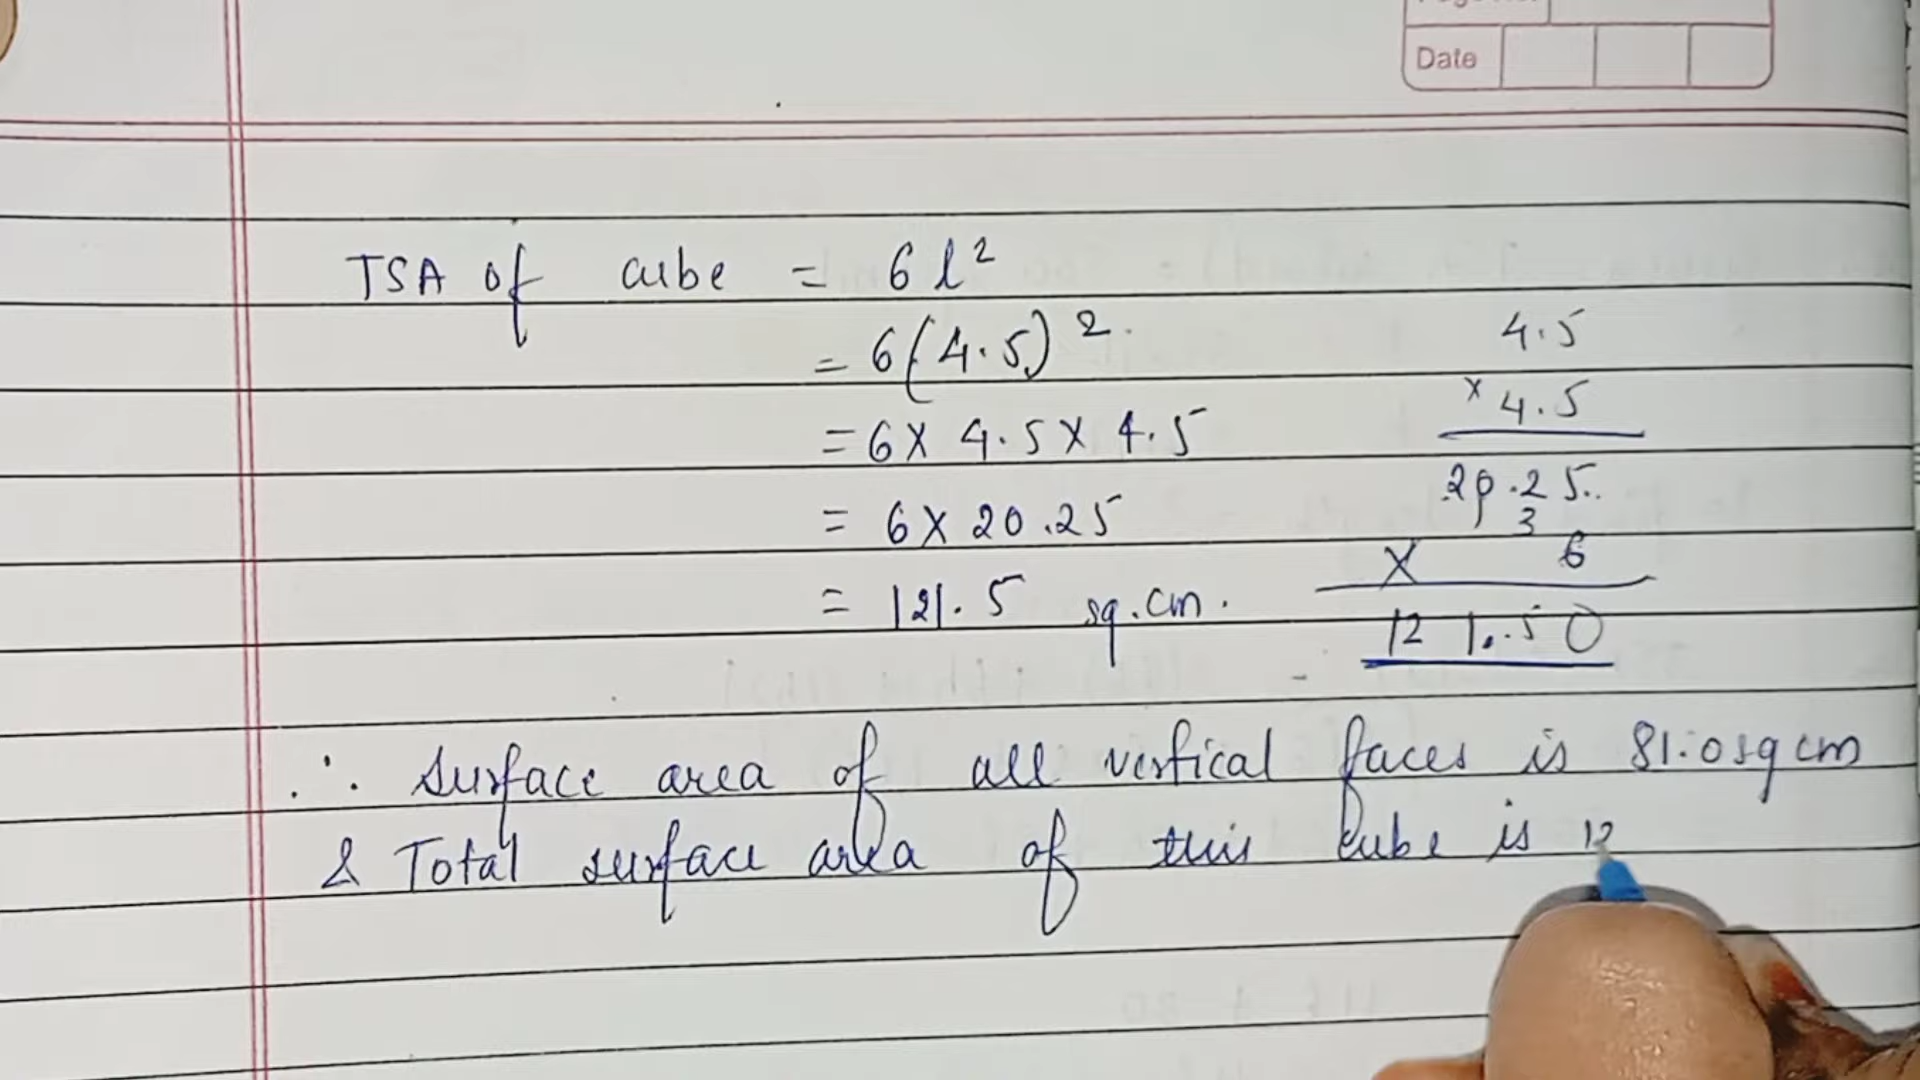 Date
TSA of cube = 6l²
= 6(4.5)²
= 6 x 4.5 x 4.5
= 6 x 20.25
= 121.5 sq.cm.
4.5
x 4.5
20.25
3
x 6
121.50
∴ Surface area of all vertical faces is 81.0 sq cm
& Total surface area of this cube is 12